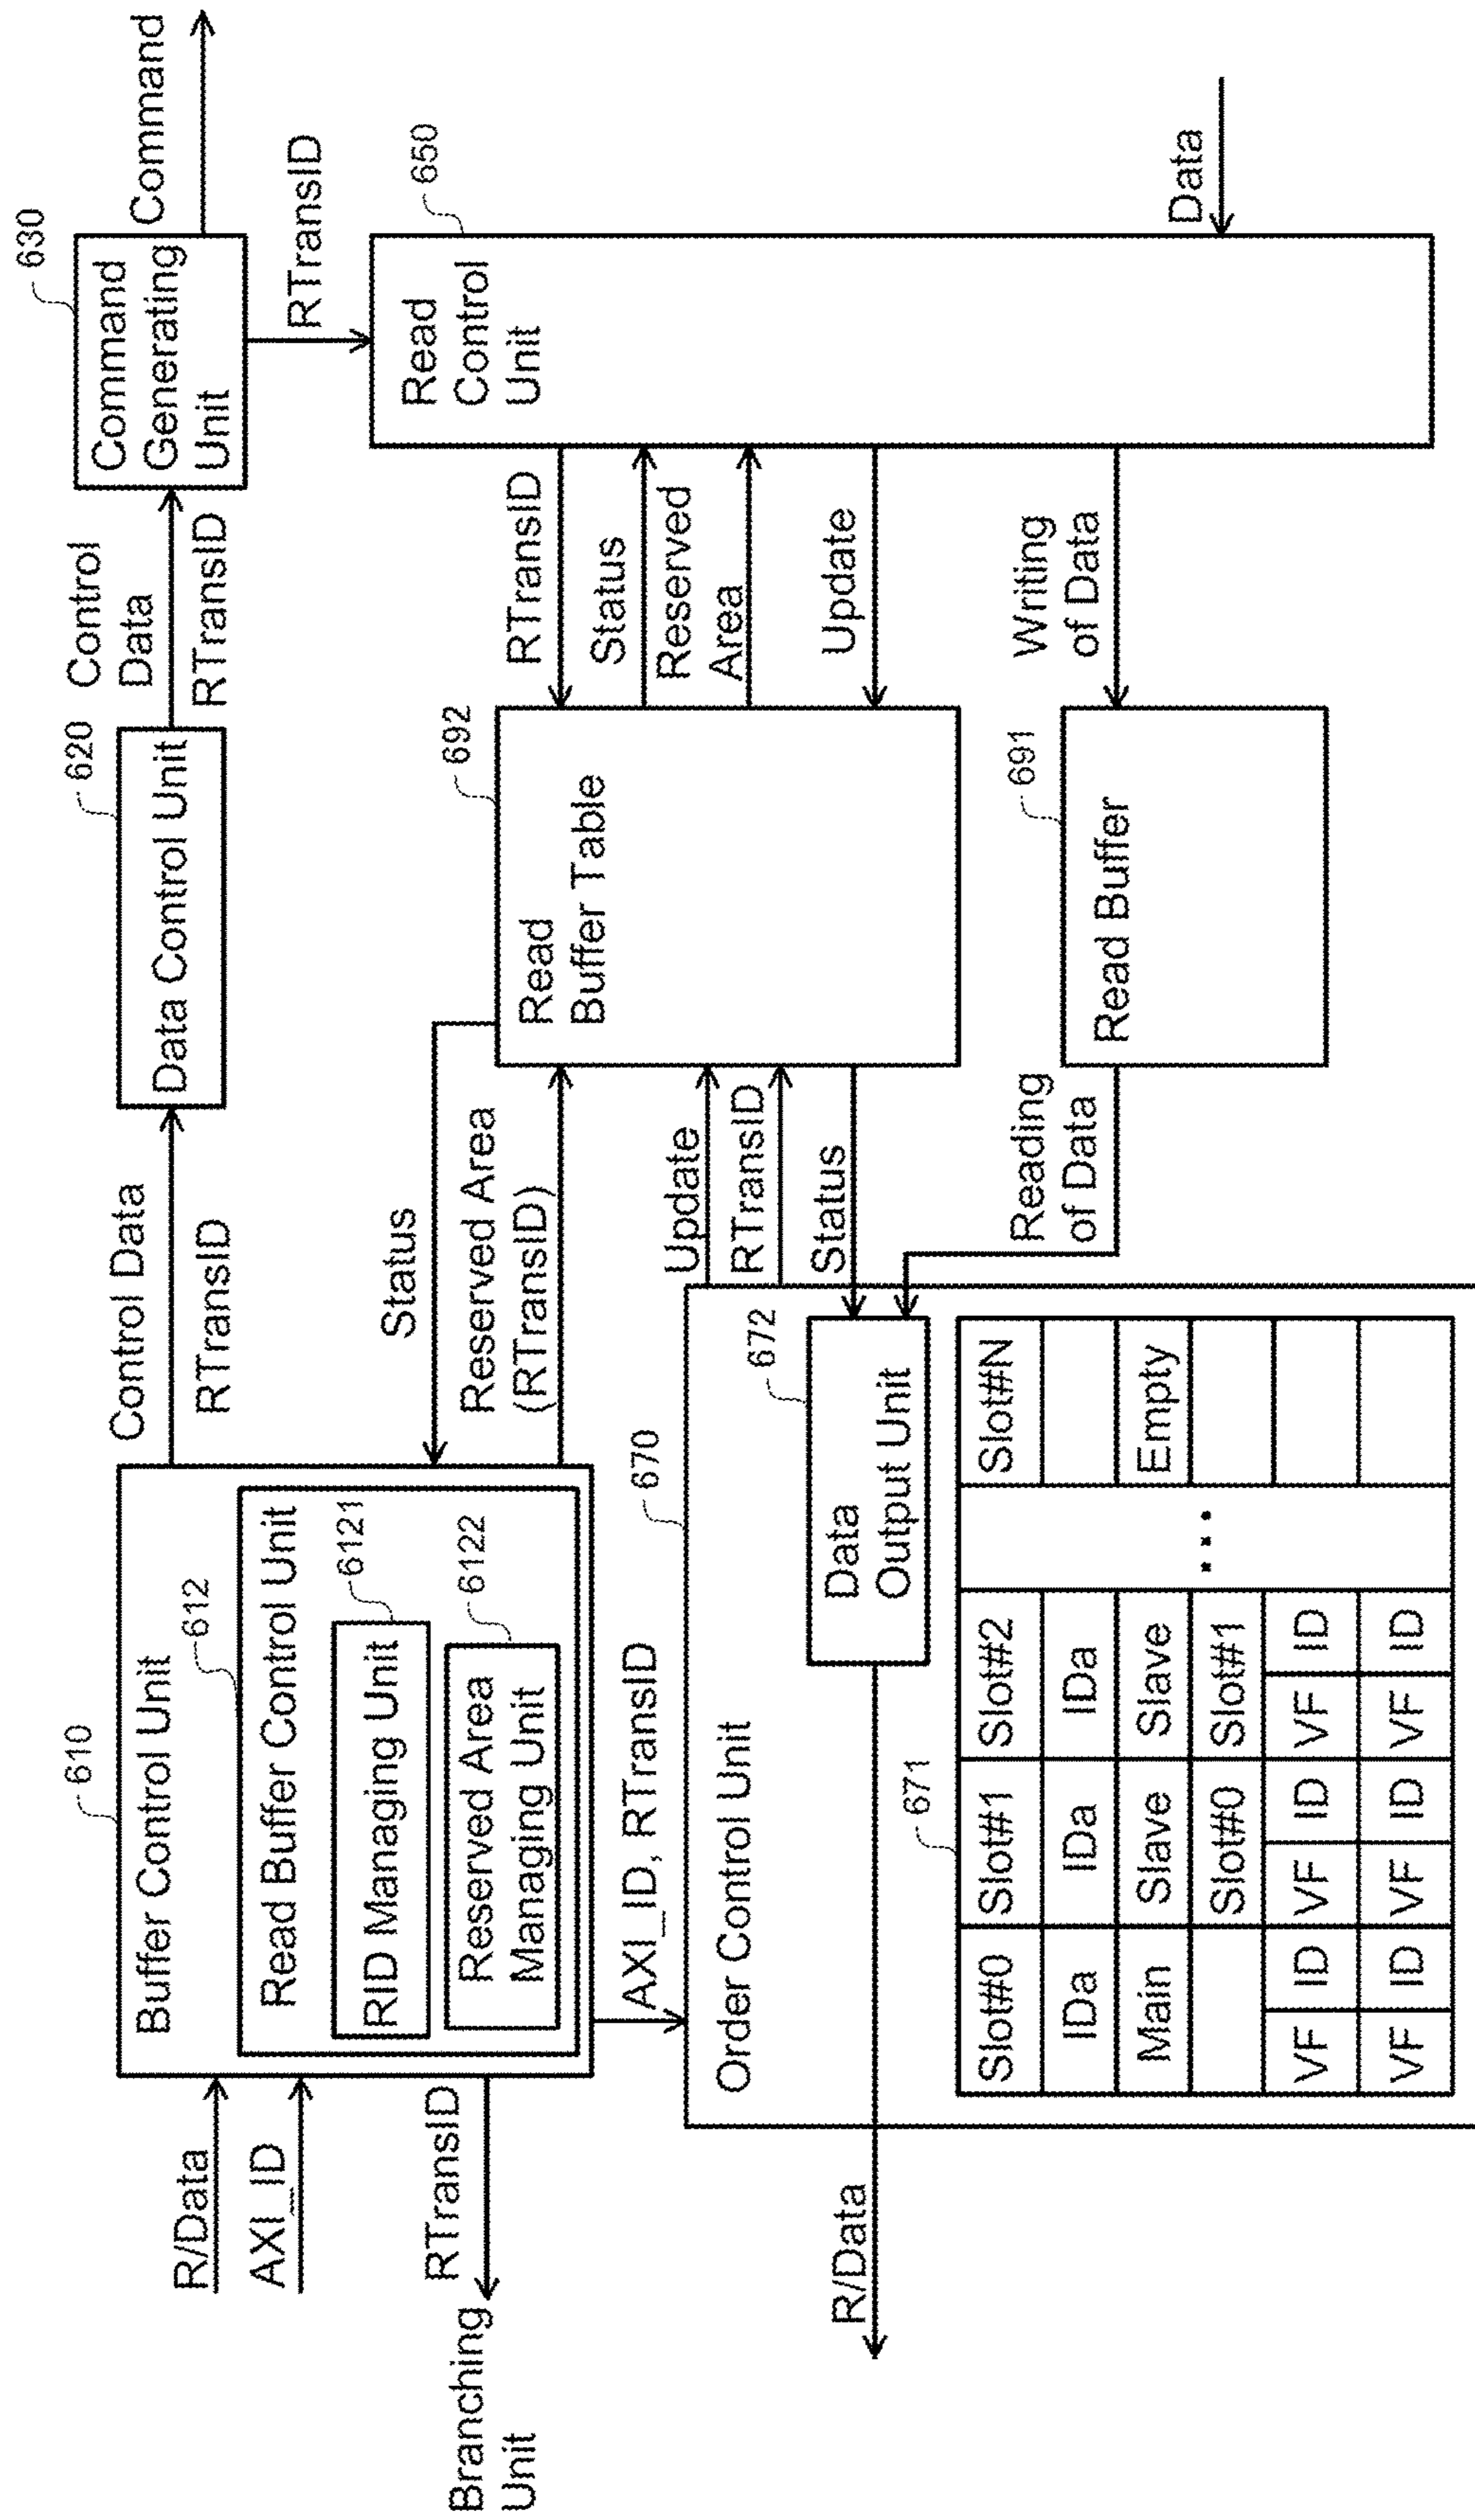 630
Command
Generating
Unit
Command
RTransID
650
Read
Control
Unit
Data
620
Data Control Unit
Control
Data
RTransID
Control Data
RTransID
610
Buffer Control Unit
612
Read Buffer Control Unit
6121
RID Managing Unit
6122
Reserved Area
Managing Unit
R/Data
AXI_ID
RTransID
Branching
Unit
Status
Reserved Area
(RTransID)
692
Read
Buffer Table
RTransID
Status
Reserved
Area
Update
Writing
of Data
691
Read Buffer
Reading
of Data
Update
RTransID
Status
AXI_ID, RTransID
670
Order Control Unit
672
Data
Output Unit
R/Data
671
Slot#0 Slot#1 Slot#2 ... Slot#N
IDa IDa IDa
Main Slave Slave Empty
Slot#0 Slot#1
VF ID VF ID VF ID
VF ID VF ID VF ID